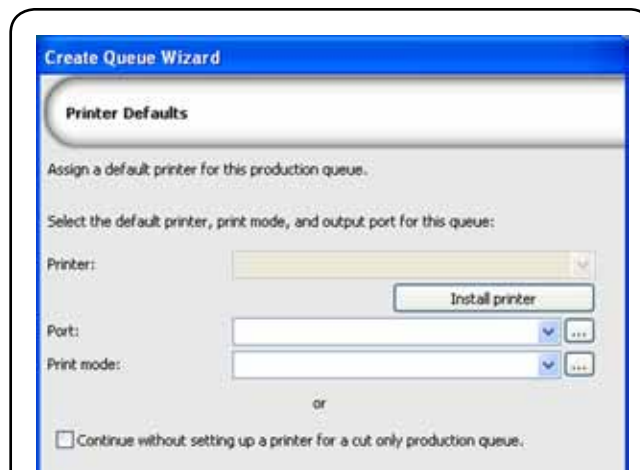 Create Queue Wizard
Printer Defaults
Assign a default printer for this production queue.
Select the default printer, print mode, and output port for this queue:
Printer:
Install printer
Port:
...
Print mode:
...
or
Continue without setting up a printer for a cut only production queue.